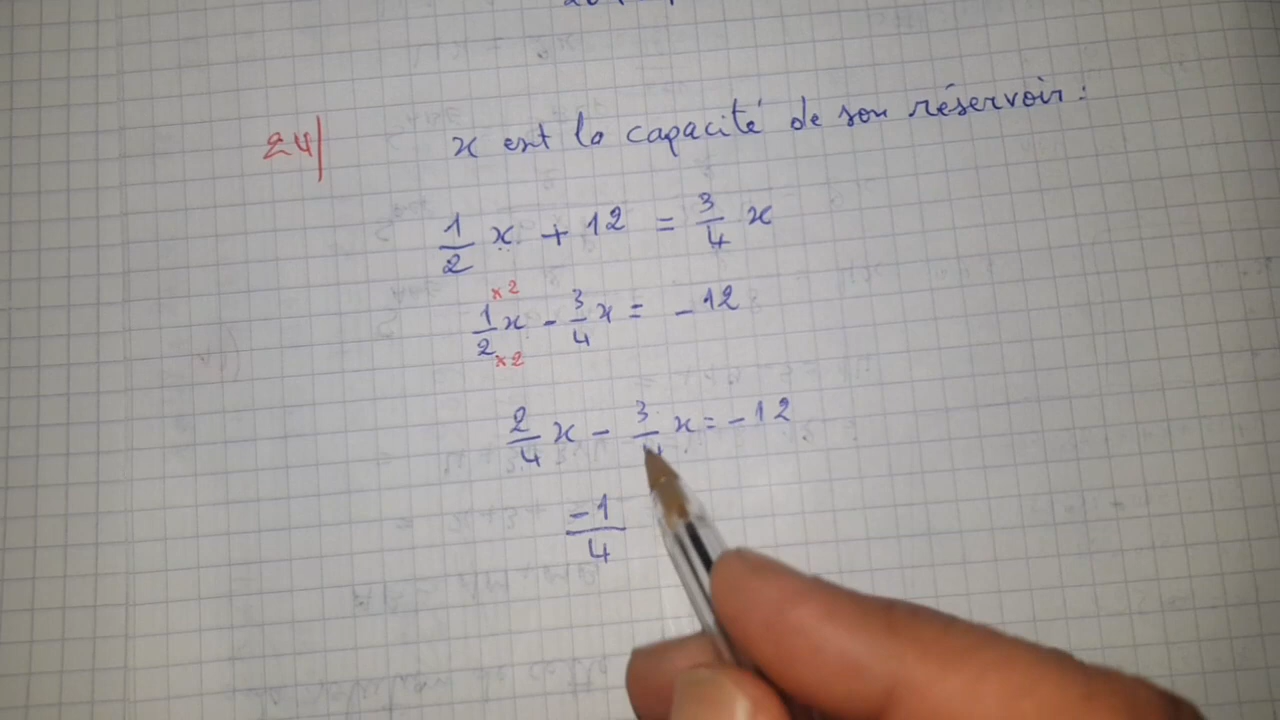 24) x est la capacité de son réservoir :
1/2 x + 12 = 3/4 x
1×2/2×2 x - 3/4 x = -12
2/4 x - 3/4 x = -12
-1/4